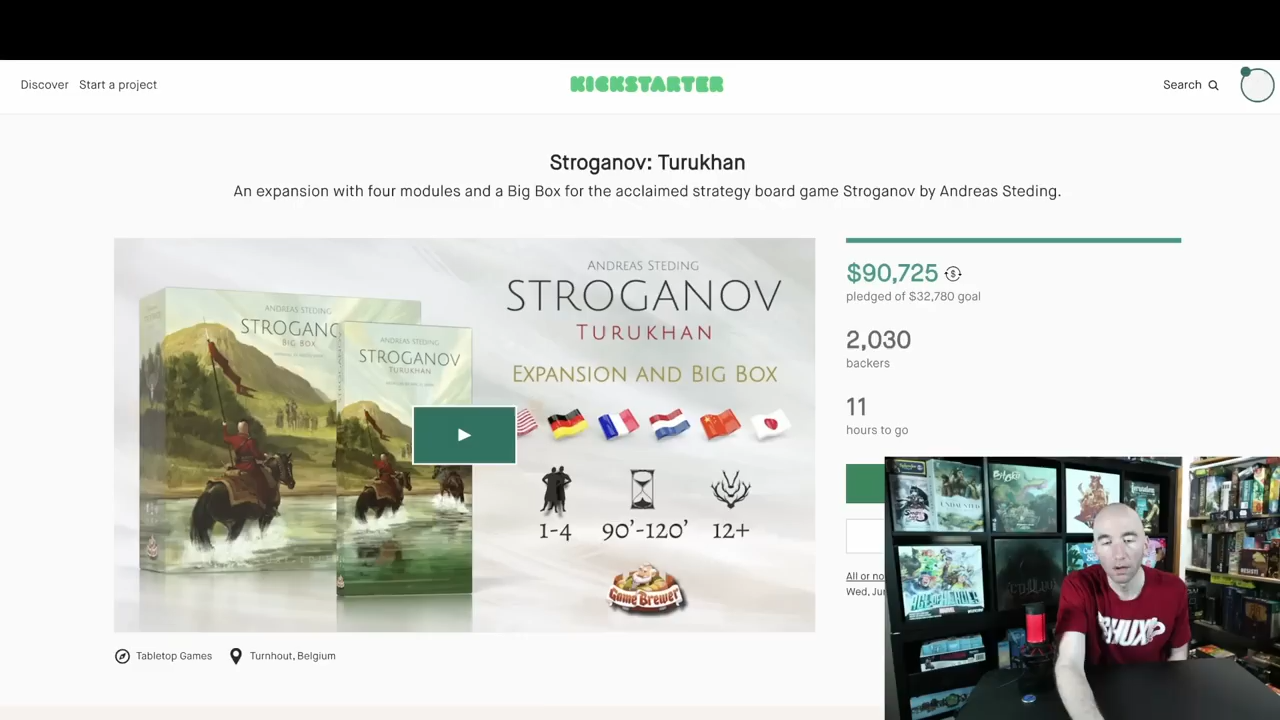 Discover Start a project
KICKSTARTER
Search
Stroganov: Turukhan
An expansion with four modules and a Big Box for the acclaimed strategy board game Stroganov by Andreas Steding.
ANDREAS STEDING
STROGANOV
TURUKHAN
EXPANSION AND BIG BOX
1-4 90'-120' 12+
Game Brewer
ANDREAS STEDING
STROGANO
BIG BOX
ANDREAS STEDING
STROGANOV
TURUKHAN
$90,725
pledged of $32,780 goal
2,030
backers
11
hours to go
All or no
Wed, Ju
Tabletop Games Turnhout, Belgium
UNDAUNTED
HUX